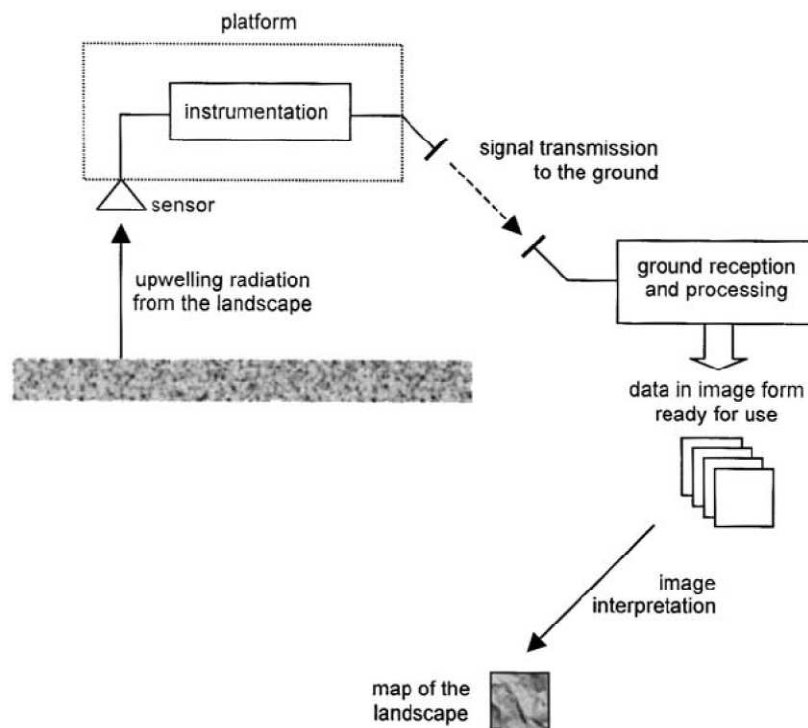 platform
instrumentation
sensor
signal transmission
to the ground
upwelling radiation
from the landscape
ground reception
and processing
data in image form
ready for use
image
interpretation
map of the
landscape